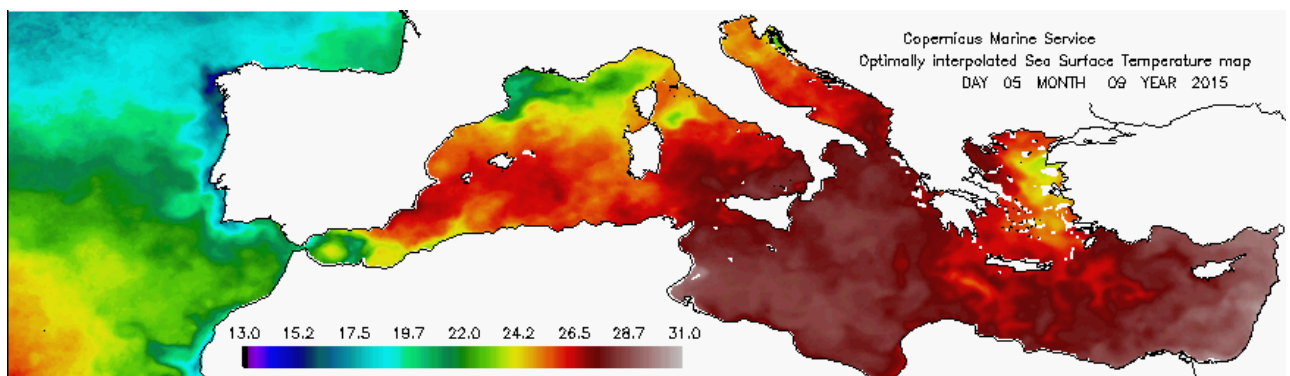 Copernicus Marine Service
Optimally interpolated Sea Surface Temperature map
DAY 05 MONTH 09 YEAR 2015
13.0 15.2 17.5 19.7 22.0 24.2 26.5 28.7 31.0